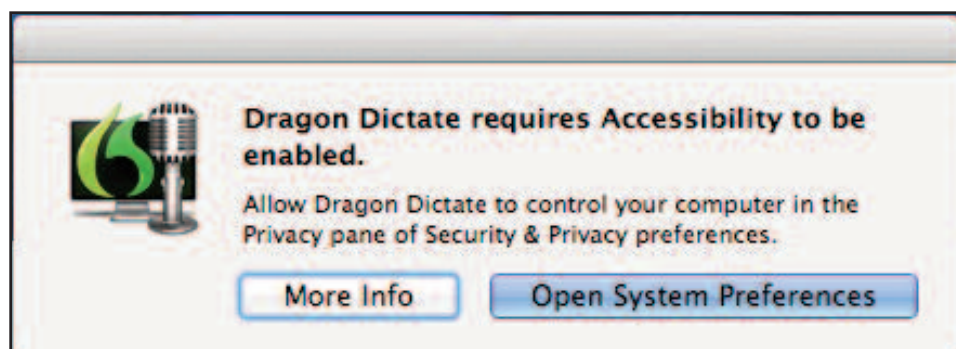 Dragon Dictate requires Accessibility to be
enabled.
Allow Dragon Dictate to control your computer in the
Privacy pane of Security & Privacy preferences.
More Info
Open System Preferences